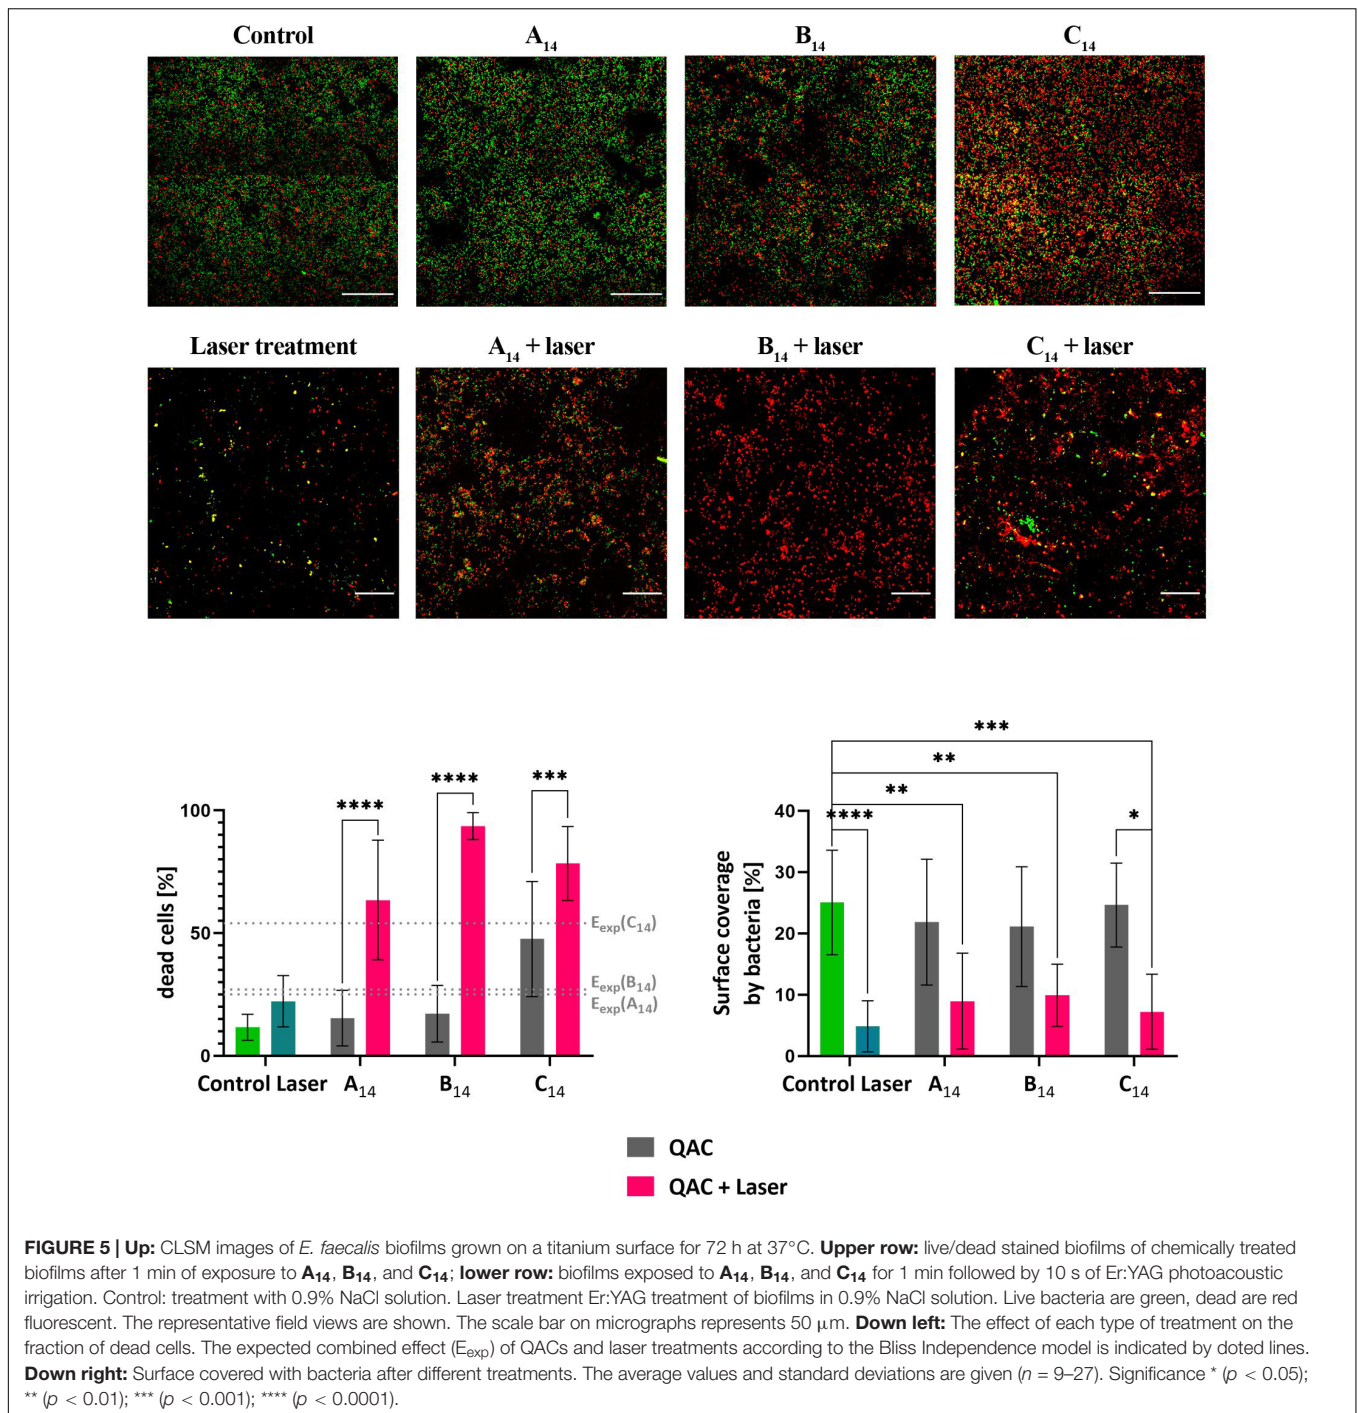 Control A₁₄ B₁₄ C₁₄
Laser treatment A₁₄ + laser B₁₄ + laser C₁₄ + laser
dead cells [%]
100
50
0
**** **** ***
E_exp(C₁₄)
E_exp(B₁₄)
E_exp(A₁₄)
Control Laser A₁₄ B₁₄ C₁₄
Surface coverage
by bacteria [%]
40
30
20
10
0
***
**
**
**** *
Control Laser A₁₄ B₁₄ C₁₄
QAC
QAC + Laser
FIGURE 5 | Up: CLSM images of E. faecalis biofilms grown on a titanium surface for 72 h at 37°C. Upper row: live/dead stained biofilms of chemically treated
biofilms after 1 min of exposure to A₁₄, B₁₄, and C₁₄; lower row: biofilms exposed to A₁₄, B₁₄, and C₁₄ for 1 min followed by 10 s of Er:YAG photoacoustic
irrigation. Control: treatment with 0.9% NaCl solution. Laser treatment Er:YAG treatment of biofilms in 0.9% NaCl solution. Live bacteria are green, dead are red
fluorescent. The representative field views are shown. The scale bar on micrographs represents 50 μm. Down left: The effect of each type of treatment on the
fraction of dead cells. The expected combined effect (E_exp) of QACs and laser treatments according to the Bliss Independence model is indicated by doted lines.
Down right: Surface covered with bacteria after different treatments. The average values and standard deviations are given (n = 9–27). Significance * (p < 0.05);
** (p < 0.01); *** (p < 0.001); **** (p < 0.0001).